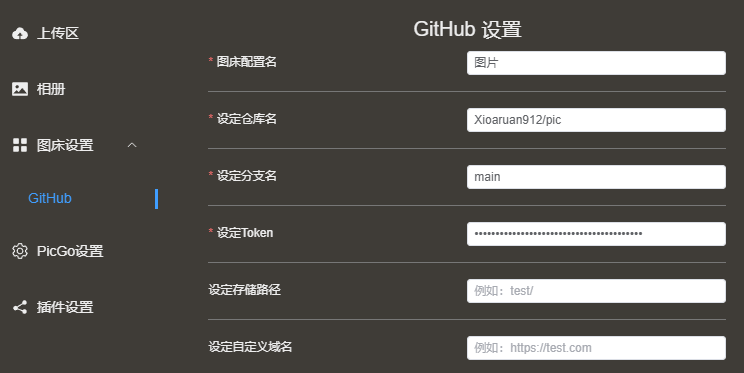 上传区
相册
图床设置
GitHub
PicGo设置
插件设置
GitHub 设置
* 图床配置名
图片
* 设定仓库名
Xioaruan912/pic
* 设定分支名
main
* 设定Token
••••••••••••••••••••••••••••••••••••••••
设定存储路径
例如：test/
设定自定义域名
例如：https://test.com